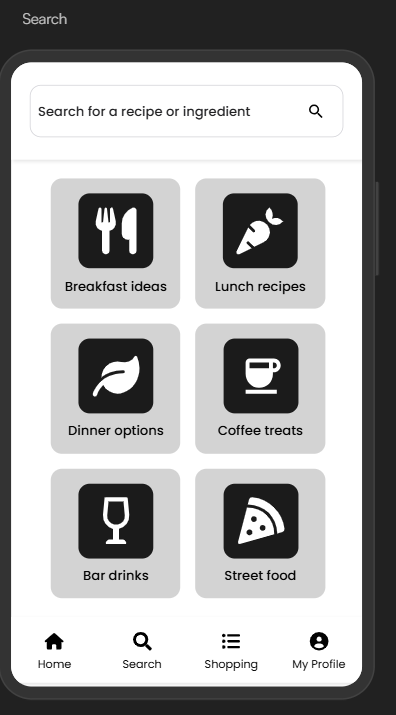 Search
Search for a recipe or ingredient
Breakfast ideas
Lunch recipes
Dinner options
Coffee treats
Bar drinks
Street food
Home
Search
Shopping
My Profile